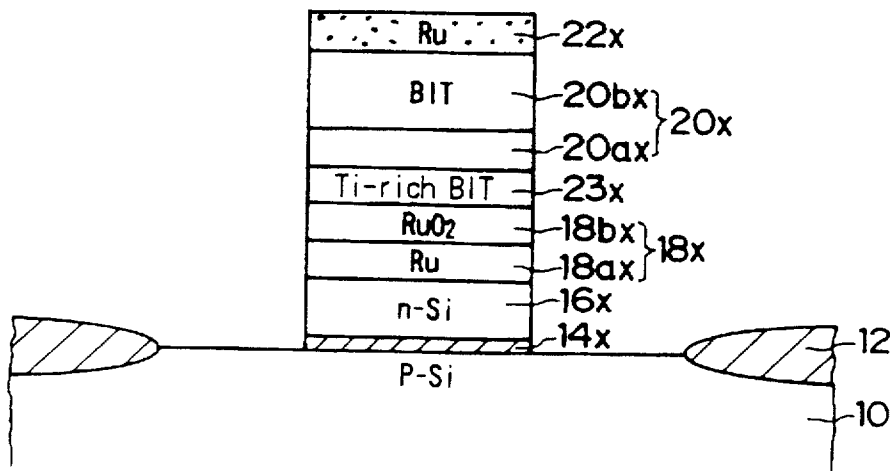 Ru 22x
BIT 20bx
20x
20ax
Ti-rich BIT 23x
RuO₂ 18bx
18x
Ru 18ax
n-Si 16x
14x
12
P-Si
10